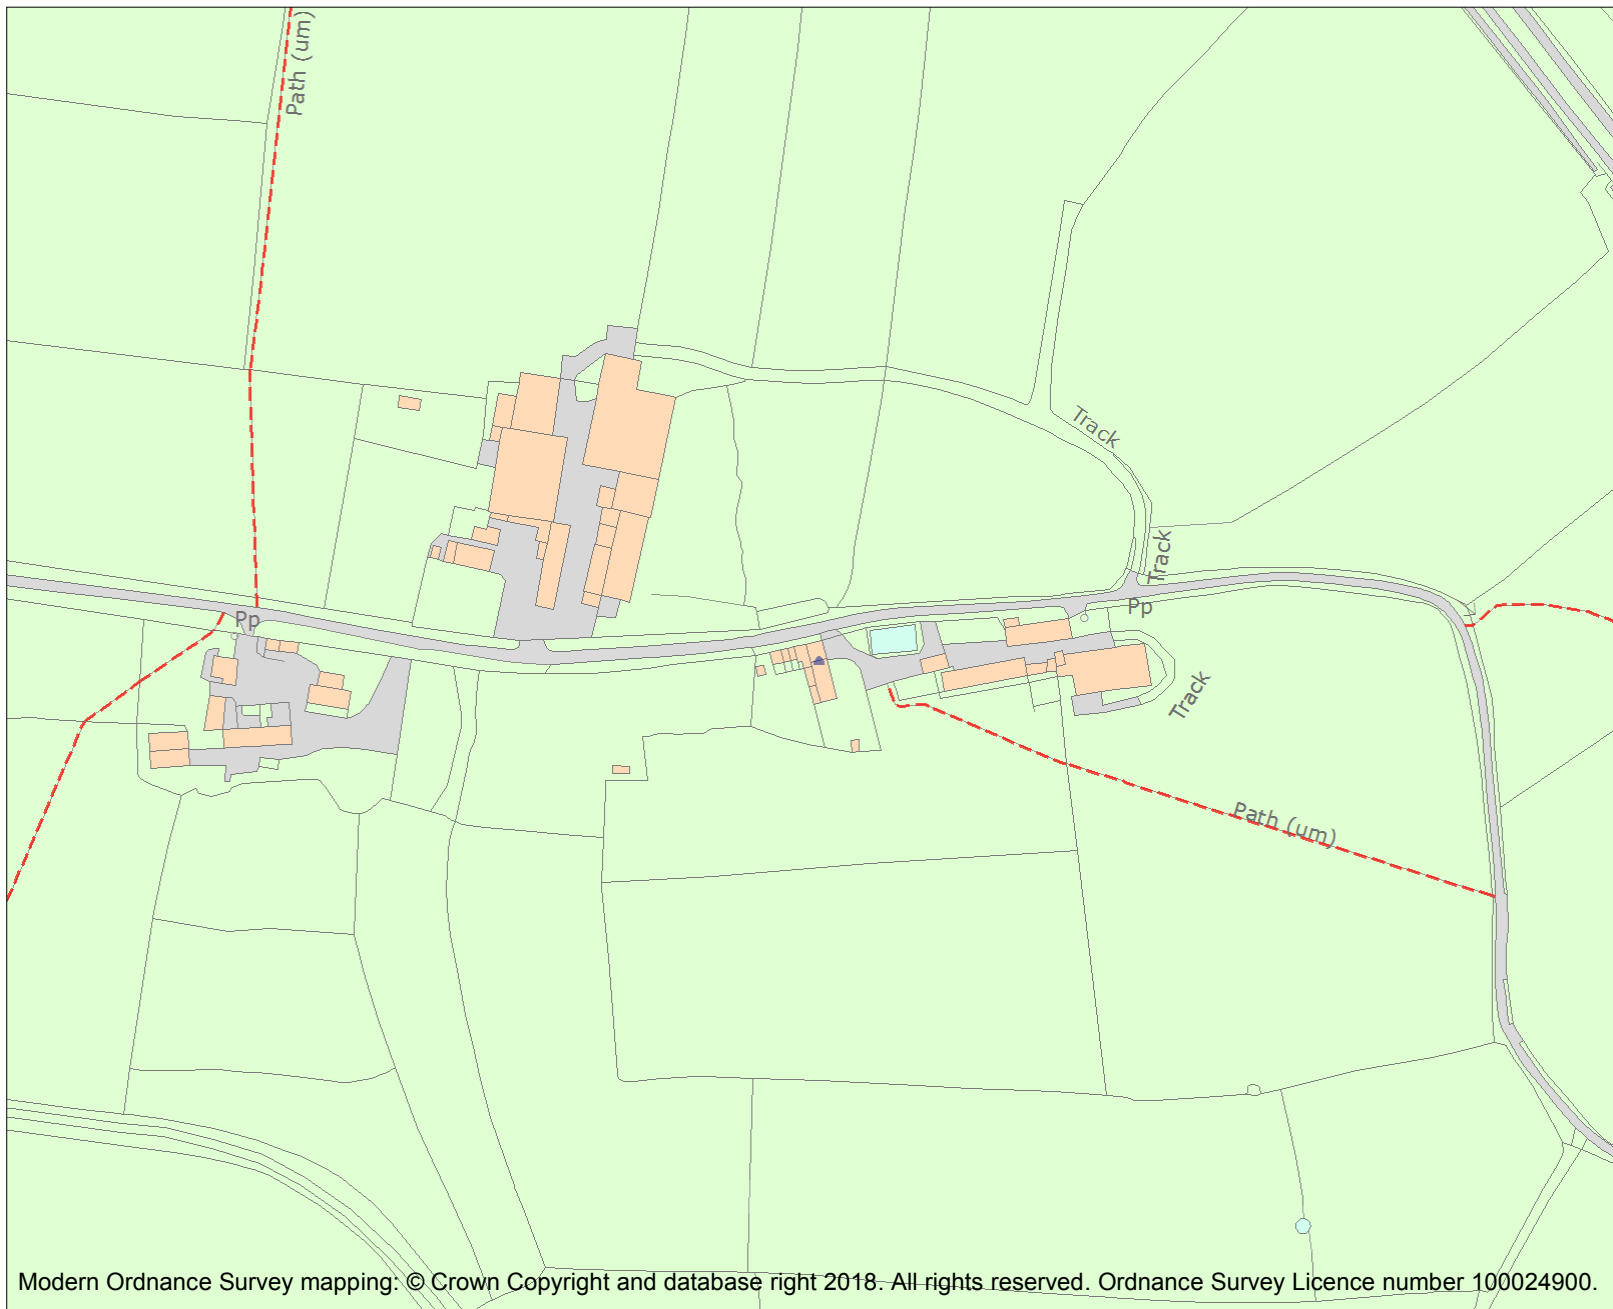 Path (um)
Track
Track
Pp
Pp
Track
Path (um)
Modern Ordnance Survey mapping: © Crown Copyright and database right 2018. All rights reserved. Ordnance Survey Licence number 100024900.